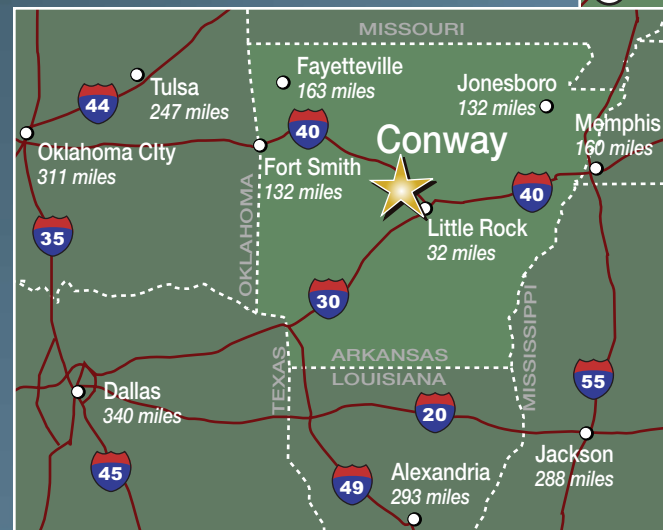 MISSOURI
Fayetteville
163 miles
Jonesboro
132 miles
Tulsa
247 miles
44
40
Conway
Memphis
160 miles
Oklahoma CIty
311 miles
Fort Smith
132 miles
40
Little Rock
32 miles
35
OKLAHOMA
30
MISSISSIPPI
TEXAS
ARKANSAS
LOUISIANA
55
Dallas
340 miles
20
45
49
Alexandria
293 miles
Jackson
288 miles